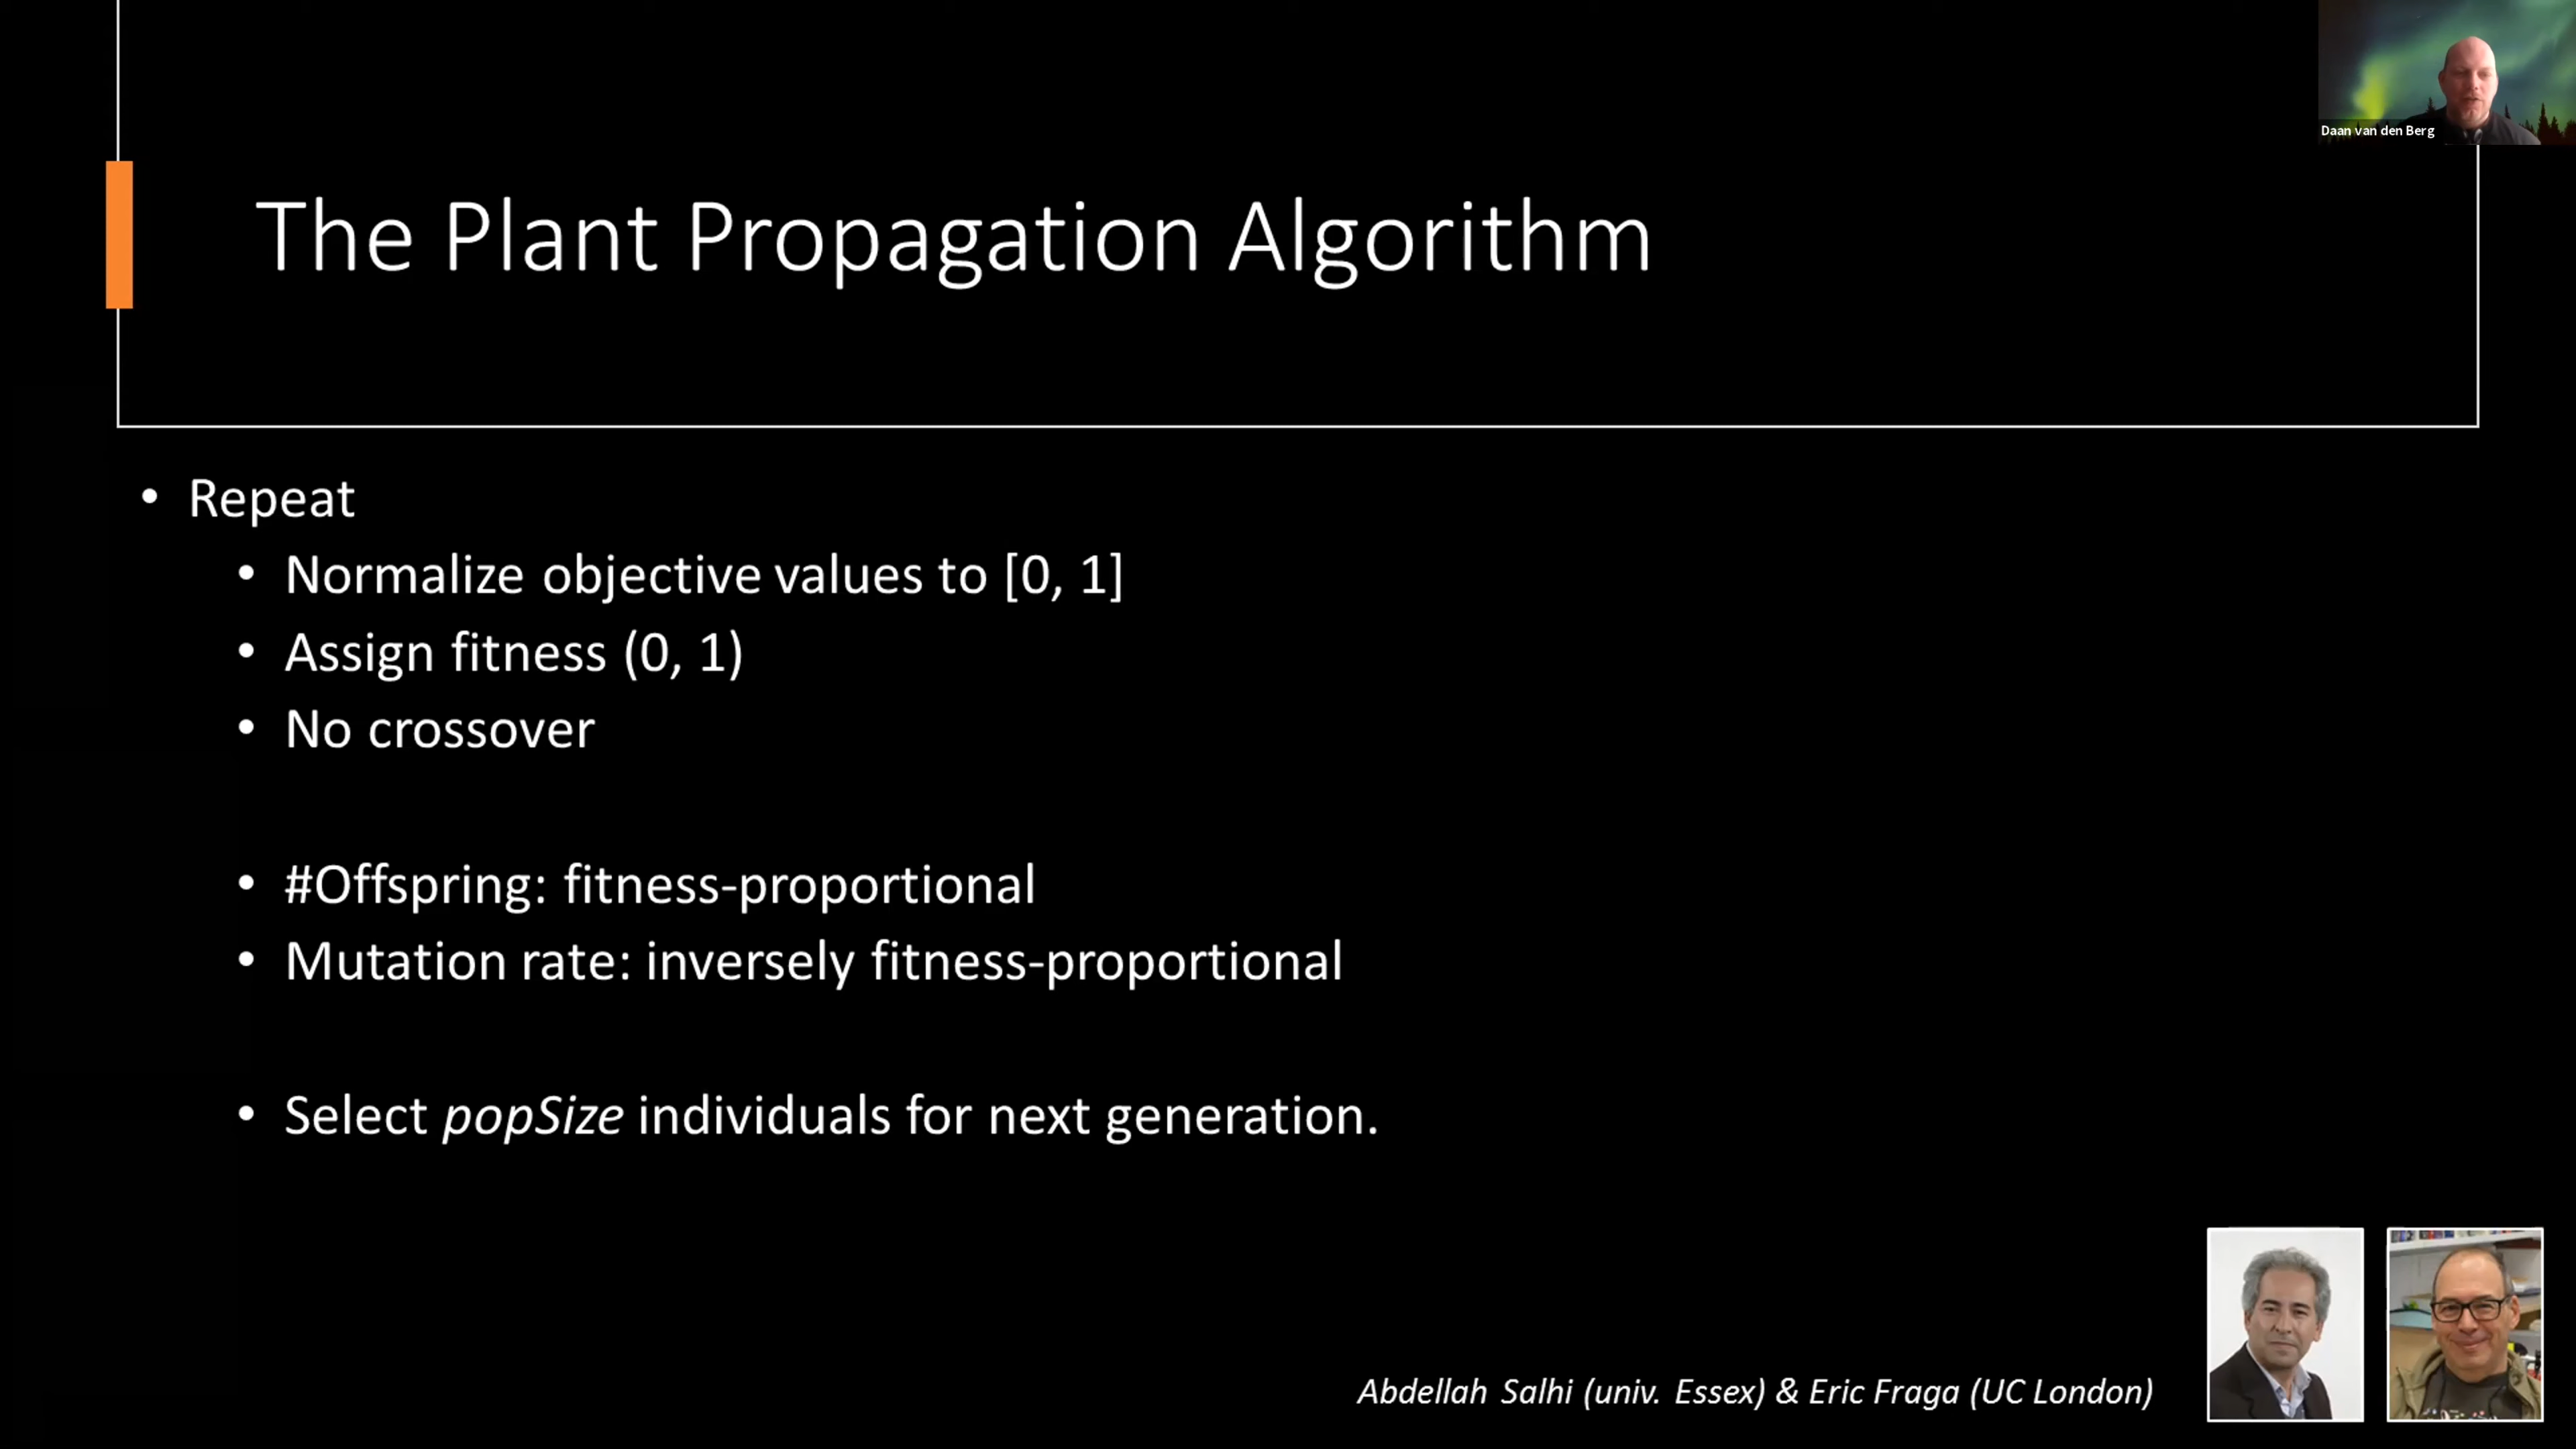 Daan van den Berg
The Plant Propagation Algorithm
• Repeat
• Normalize objective values to [0, 1]
• Assign fitness (0, 1)
• No crossover
• #Offspring: fitness-proportional
• Mutation rate: inversely fitness-proportional
• Select popSize individuals for next generation.
Abdellah Salhi (univ. Essex) & Eric Fraga (UC London)